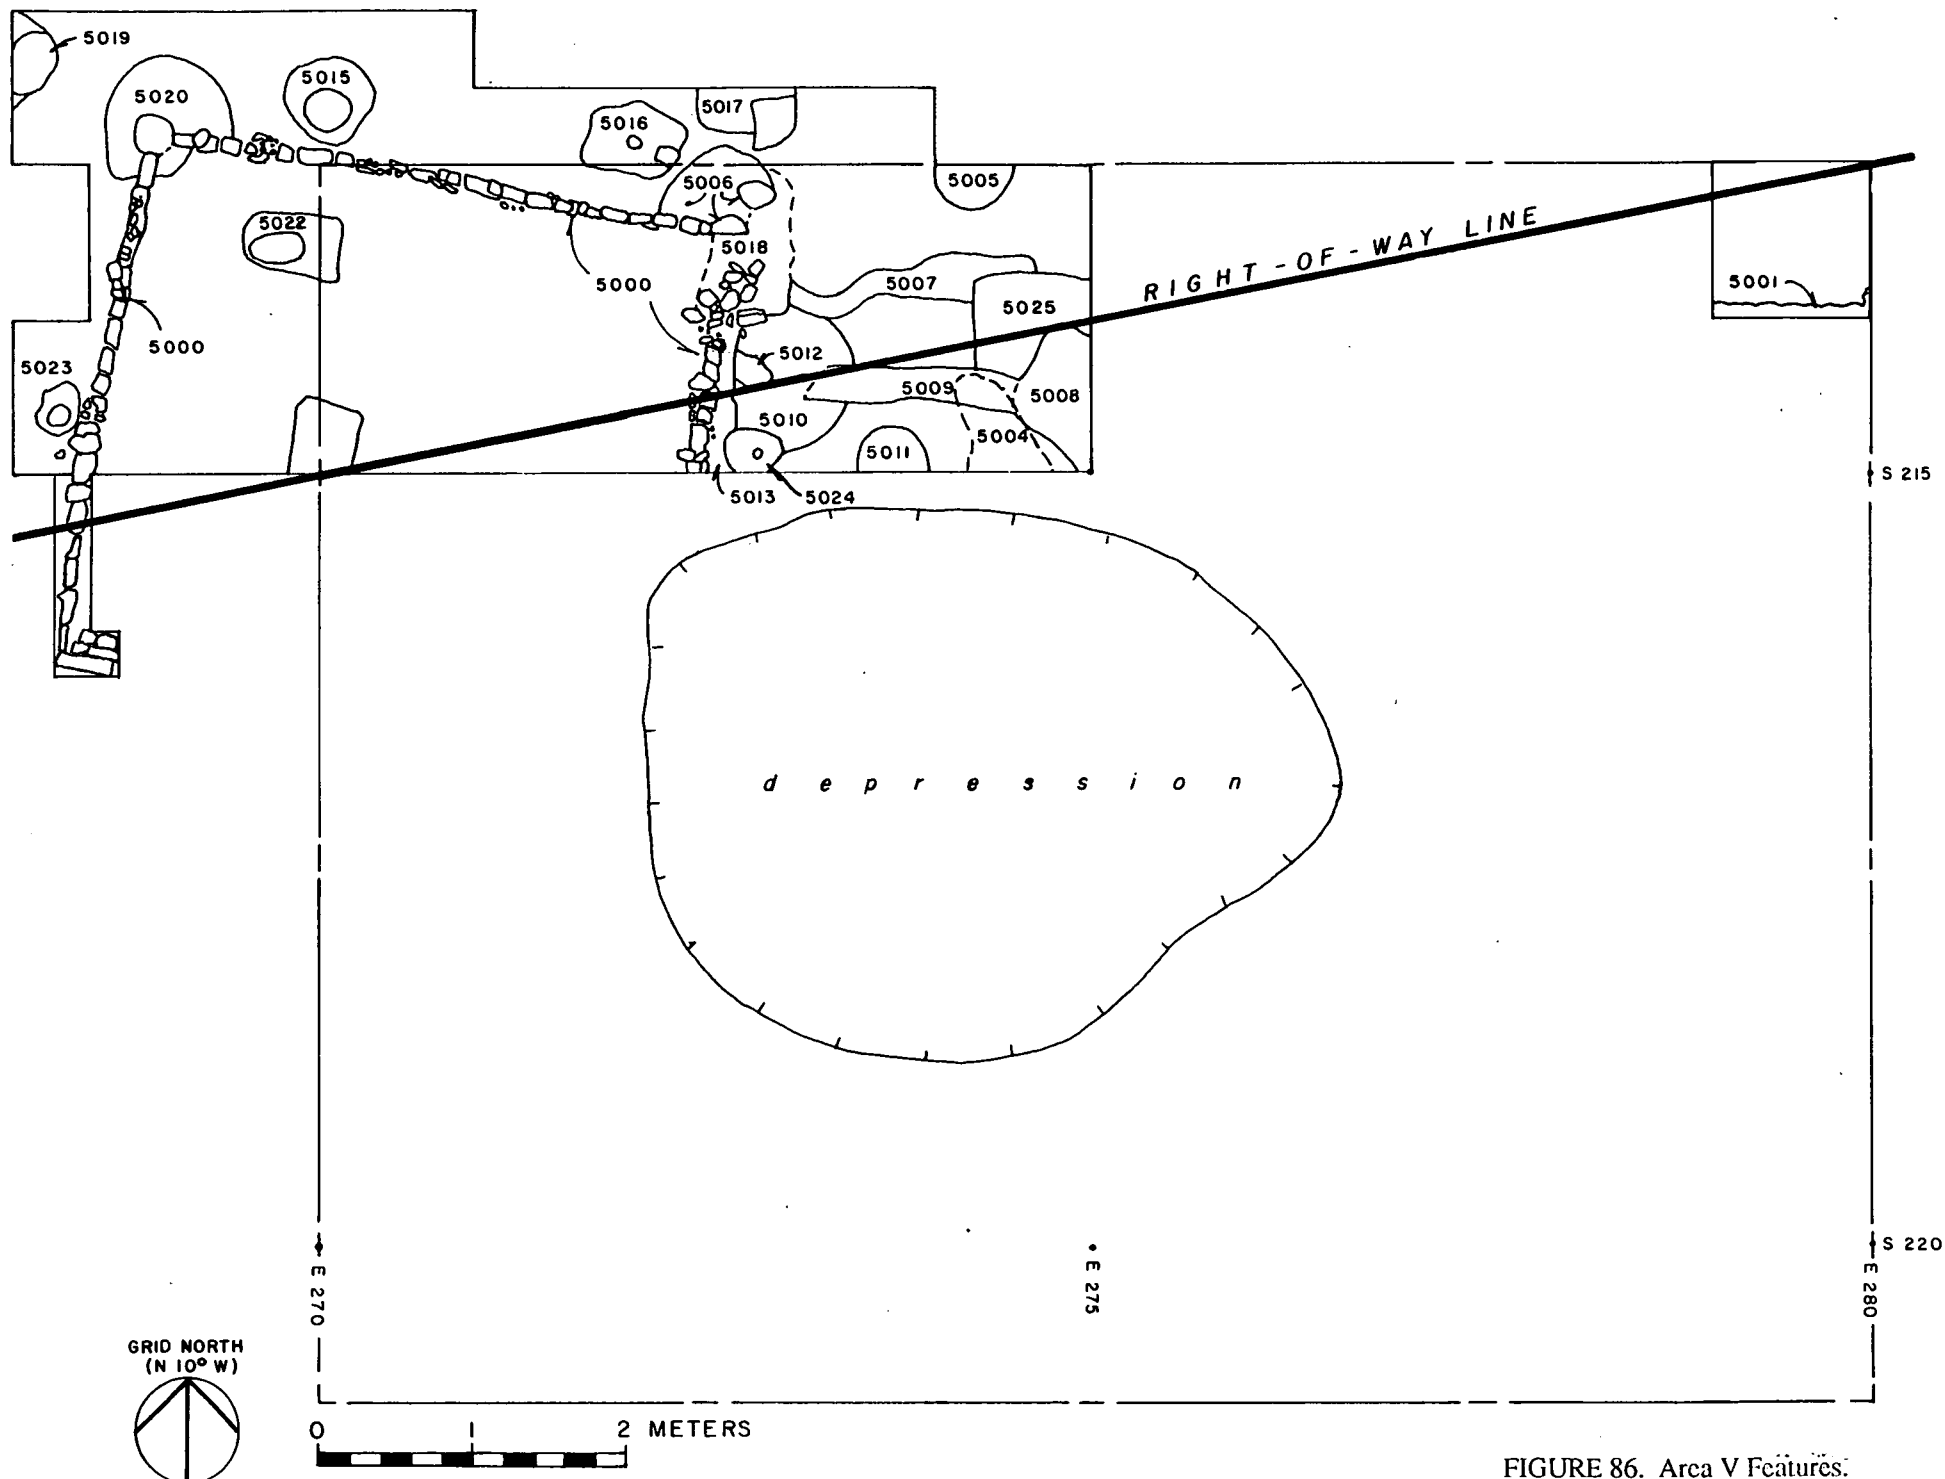 5019
5015
5020
5017
5016
5006
5005
5022
5018
RIGHT-OF-WAY LINE
5000
5007
5001
5025
5000
5012
5023
5009
5008
5010
5004
5011
S 215
5013
5024
depression
S 220
E 270
E 275
E 280
GRID NORTH
(N 10° W)
0 2 METERS
FIGURE 86. Area V Features.